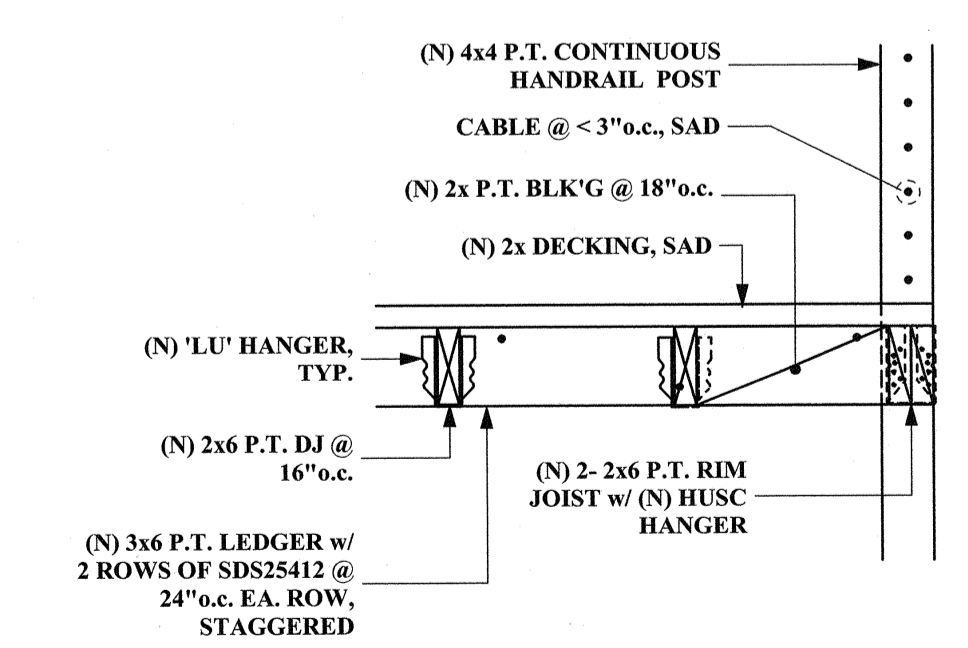 (N) 4x4 P.T. CONTINUOUS
HANDRAIL POST
CABLE @ < 3"o.c., SAD
(N) 2x P.T. BLK'G @ 18"o.c.
(N) 2x DECKING, SAD
(N) 'LU' HANGER,
TYP.
(N) 2x6 P.T. DJ @
16"o.c.
(N) 2- 2x6 P.T. RIM
JOIST w/ (N) HUSC
HANGER
(N) 3x6 P.T. LEDGER w/
2 ROWS OF SDS25412 @
24"o.c. EA. ROW,
STAGGERED